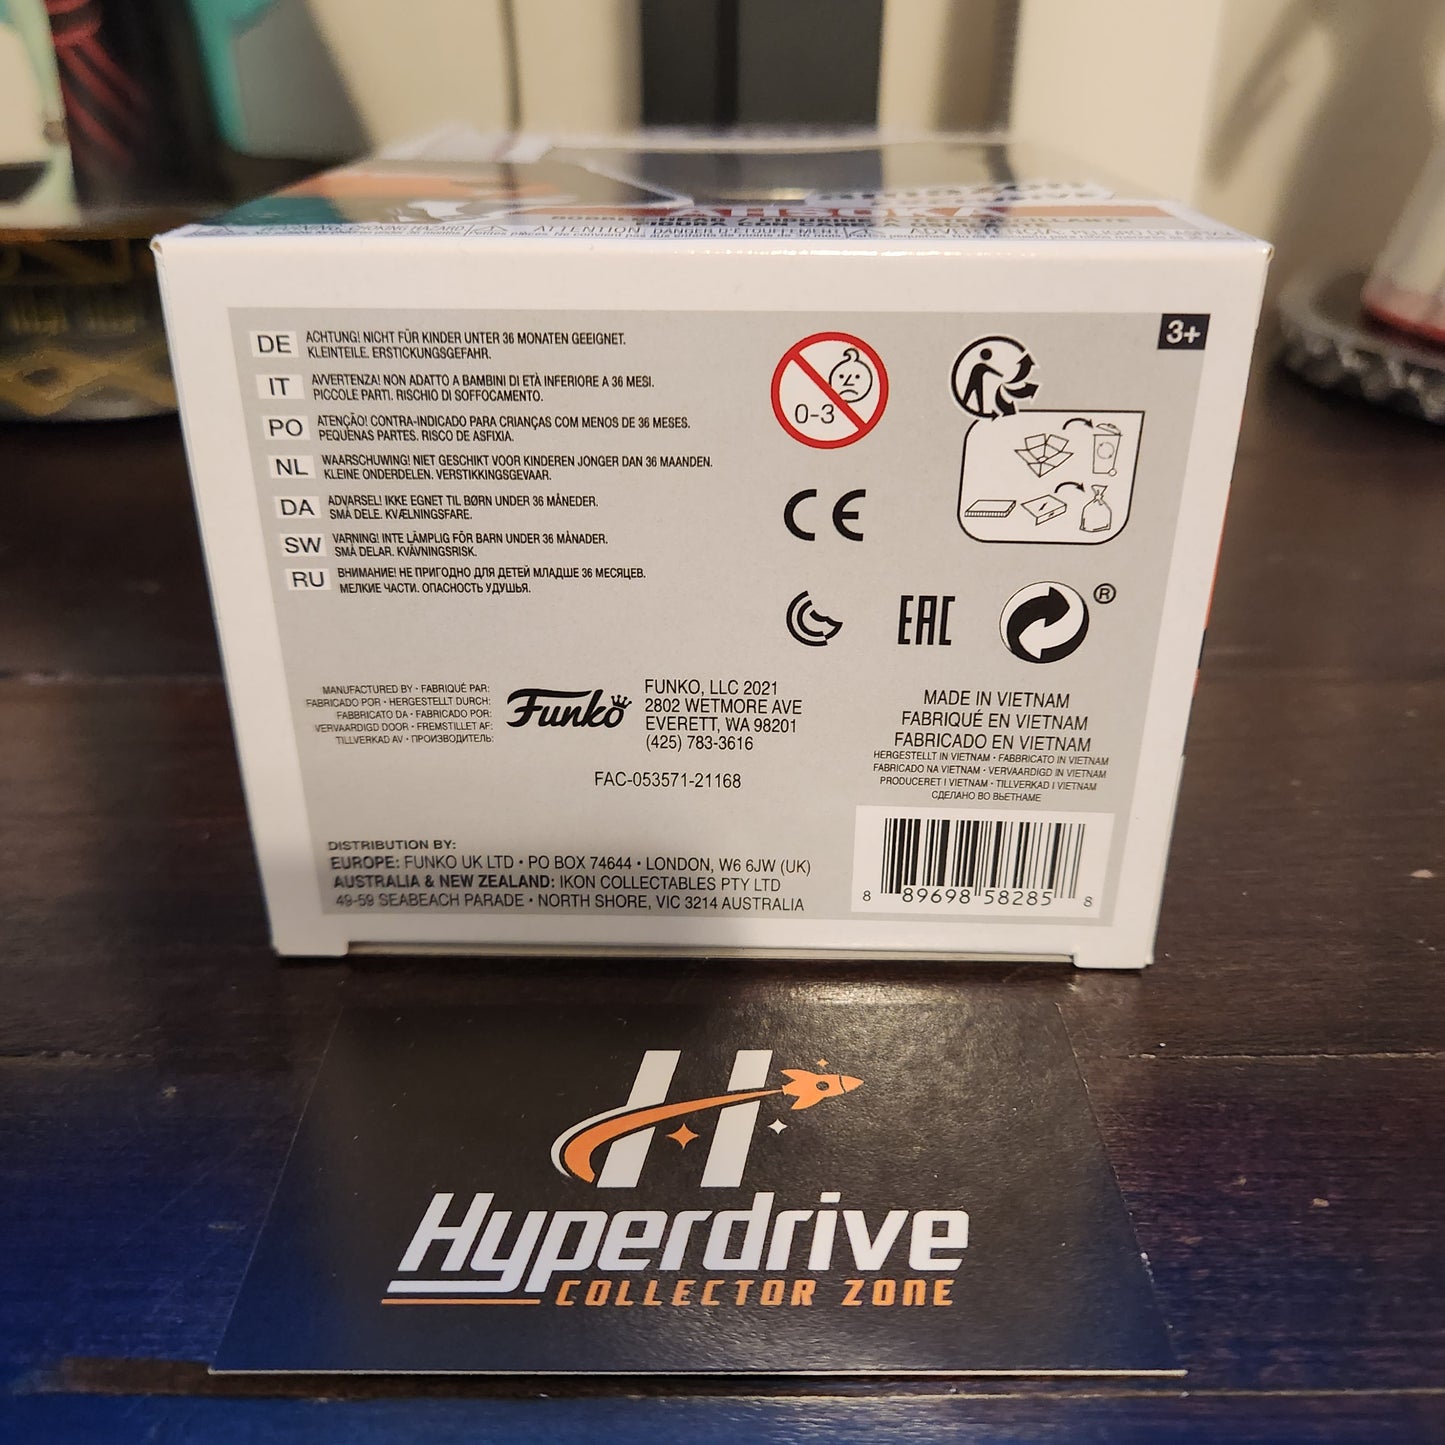 AHSOKA
BOBBLE-HEAD / FIGURINE À TÊTE OSCILLANTE
FIGURA DE CABEZA OSCILANTE
3+
DE ACHTUNG! NICHT FÜR KINDER UNTER 36 MONATEN GEEIGNET.
KLEINTEILE. ERSTICKUNGSGEFAHR.
IT AVVERTENZA! NON ADATTO A BAMBINI DI ETÀ INFERIORE A 36 MESI.
PICCOLE PARTI. RISCHIO DI SOFFOCAMENTO.
PO ATENÇÃO! CONTRA-INDICADO PARA CRIANÇAS COM MENOS DE 36 MESES.
PEQUENAS PARTES. RISCO DE ASFIXIA.
NL WAARSCHUWING! NIET GESCHIKT VOOR KINDEREN JONGER DAN 36 MAANDEN.
KLEINE ONDERDELEN. VERSTIKKINGSGEVAAR.
DA ADVARSEL! IKKE EGNET TIL BØRN UNDER 36 MÅNEDER.
SMÅ DELE. KVÆLNINGSFARE.
SW VARNING! INTE LÄMPLIG FÖR BARN UNDER 36 MÅNADER.
SMÅ DELAR. KVÄVNINGSRISK.
RU ВНИМАНИЕ! НЕ ПРИГОДНО ДЛЯ ДЕТЕЙ МЛАДШЕ 36 МЕСЯЦЕВ.
МЕЛКИЕ ЧАСТИ. ОПАСНОСТЬ УДУШЬЯ.
0-3
CE
EAC
®
MANUFACTURED BY • FABRIQUÉ PAR:
FABRICADO POR • HERGESTELLT DURCH:
FABBRICATO DA • FABRICADO POR:
VERVAARDIGD DOOR • FREMSTILLET AF:
TILLVERKAD AV • ПРОИЗВОДИТЕЛЬ:
Funko
FUNKO, LLC 2021
2802 WETMORE AVE
EVERETT, WA 98201
(425) 783-3616
FAC-053571-21168
MADE IN VIETNAM
FABRIQUÉ EN VIETNAM
FABRICADO EN VIETNAM
HERGESTELLT IN VIETNAM • FABBRICATO IN VIETNAM
FABRICADO NA VIETNAM • VERVAARDIGD IN VIETNAM
PRODUCERET I VIETNAM • TILLVERKAD I VIETNAM
СДЕЛАНО ВО ВЬЕТНАМЕ
DISTRIBUTION BY:
EUROPE: FUNKO UK LTD • PO BOX 74644 • LONDON, W6 6JW (UK)
AUSTRALIA & NEW ZEALAND: IKON COLLECTABLES PTY LTD
49-59 SEABEACH PARADE • NORTH SHORE, VIC 3214 AUSTRALIA
8 89698 58285 8
H
Hyperdrive
COLLECTOR ZONE